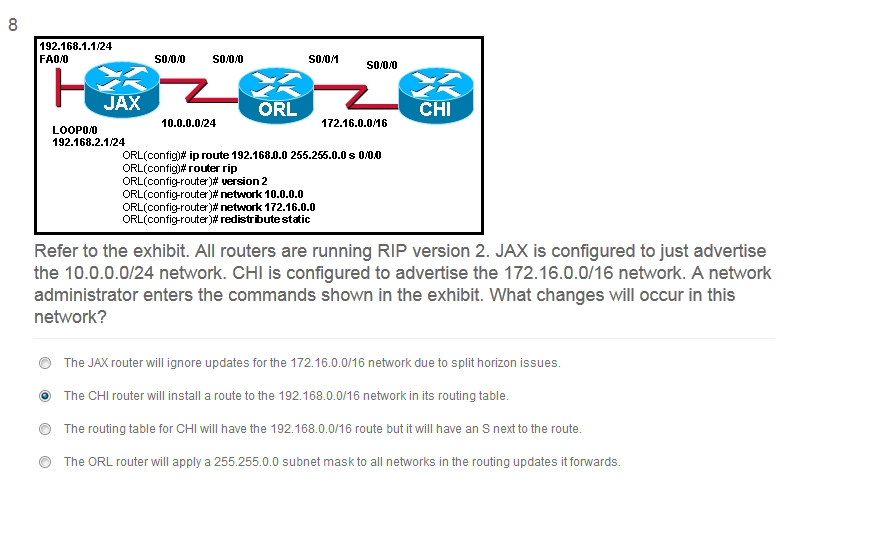 8
192.168.1.1/24
FA0/0
S0/0/0
S0/0/0
S0/0/1
S0/0/0
JAX
ORL
CHI
10.0.0.0/24
172.16.0.0/16
LOOP0/0
192.168.2.1/24
ORL(config)# ip route 192.168.0.0 255.255.0.0 s 0/0.0
ORL(config)# router rip
ORL(config-router)# version 2
ORL(config-router)# network 10.0.0.0
ORL(config-router)# network 172.16.0.0
ORL(config-router)# redistribute static
Refer to the exhibit. All routers are running RIP version 2. JAX is configured to just advertise
the 10.0.0.0/24 network. CHI is configured to advertise the 172.16.0.0/16 network. A network
administrator enters the commands shown in the exhibit. What changes will occur in this
network?
The JAX router will ignore updates for the 172.16.0.0/16 network due to split horizon issues.
The CHI router will install a route to the 192.168.0.0/16 network in its routing table.
The routing table for CHI will have the 192.168.0.0/16 route but it will have an S next to the route.
The ORL router will apply a 255.255.0.0 subnet mask to all networks in the routing updates it forwards.